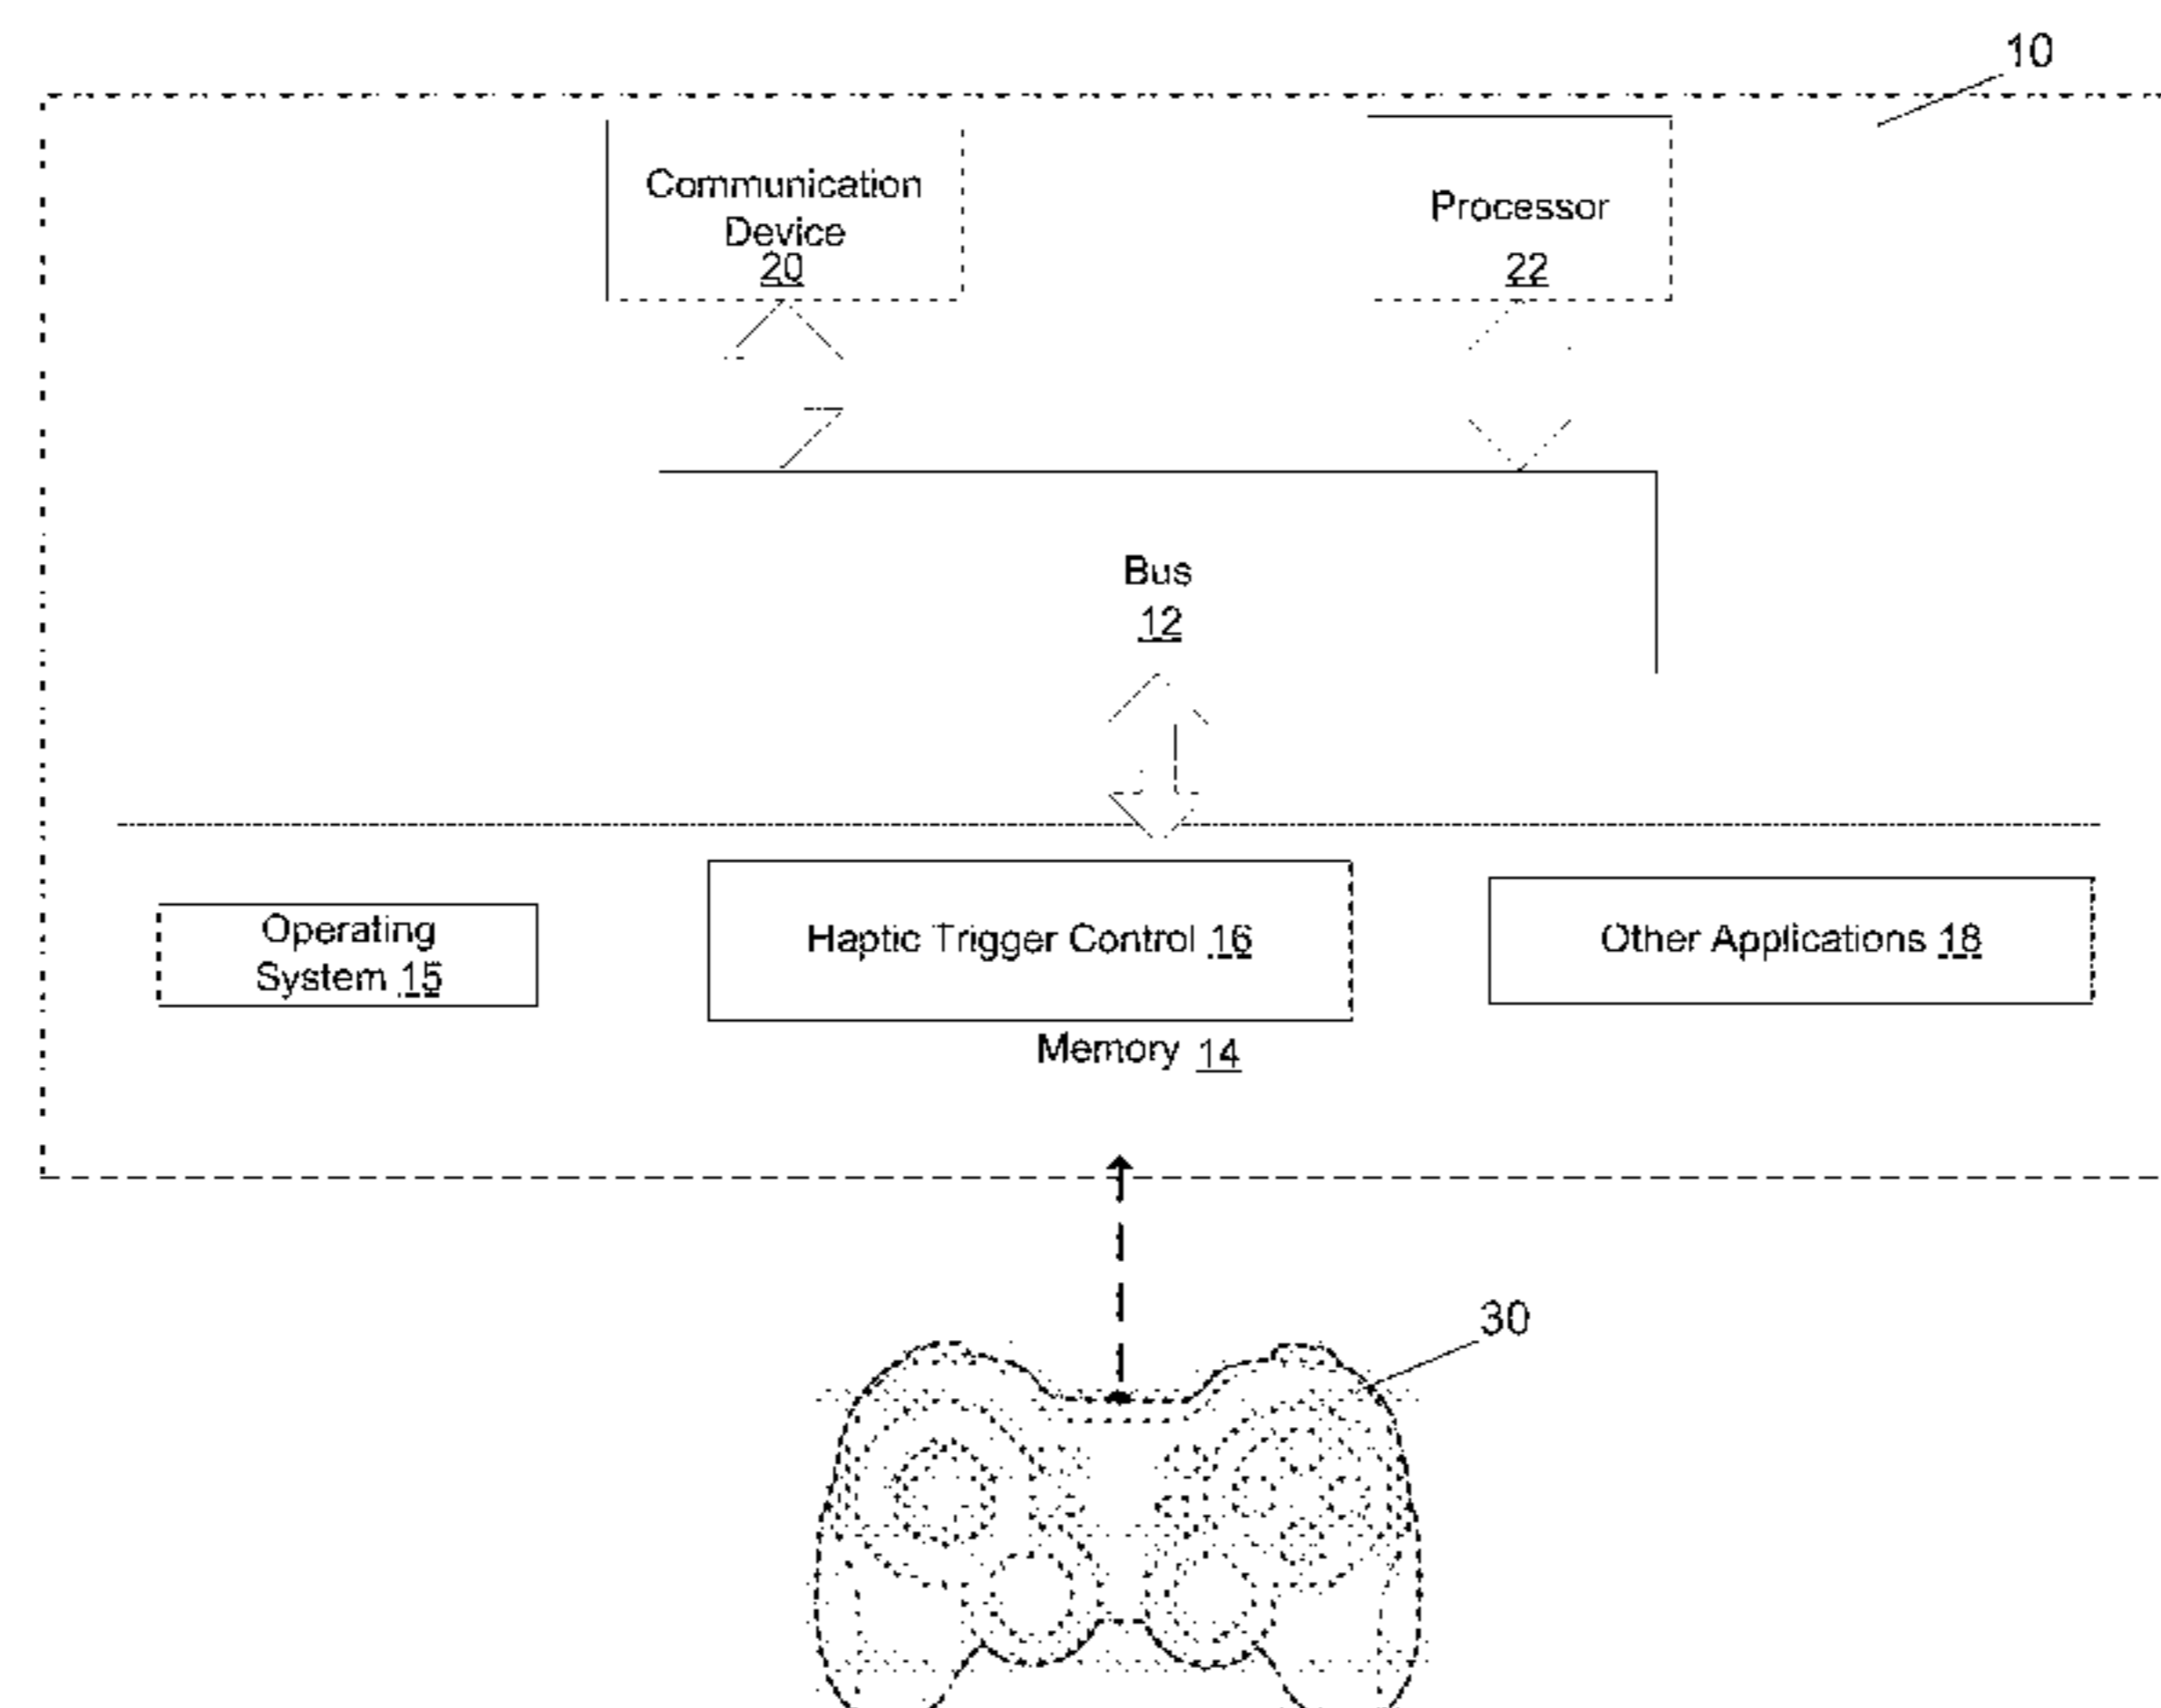 10
Communication
Device
20
Processor
22
Bus
12
Operating
System 15
Haptic Trigger Control 16
Other Applications 18
Memory 14
30